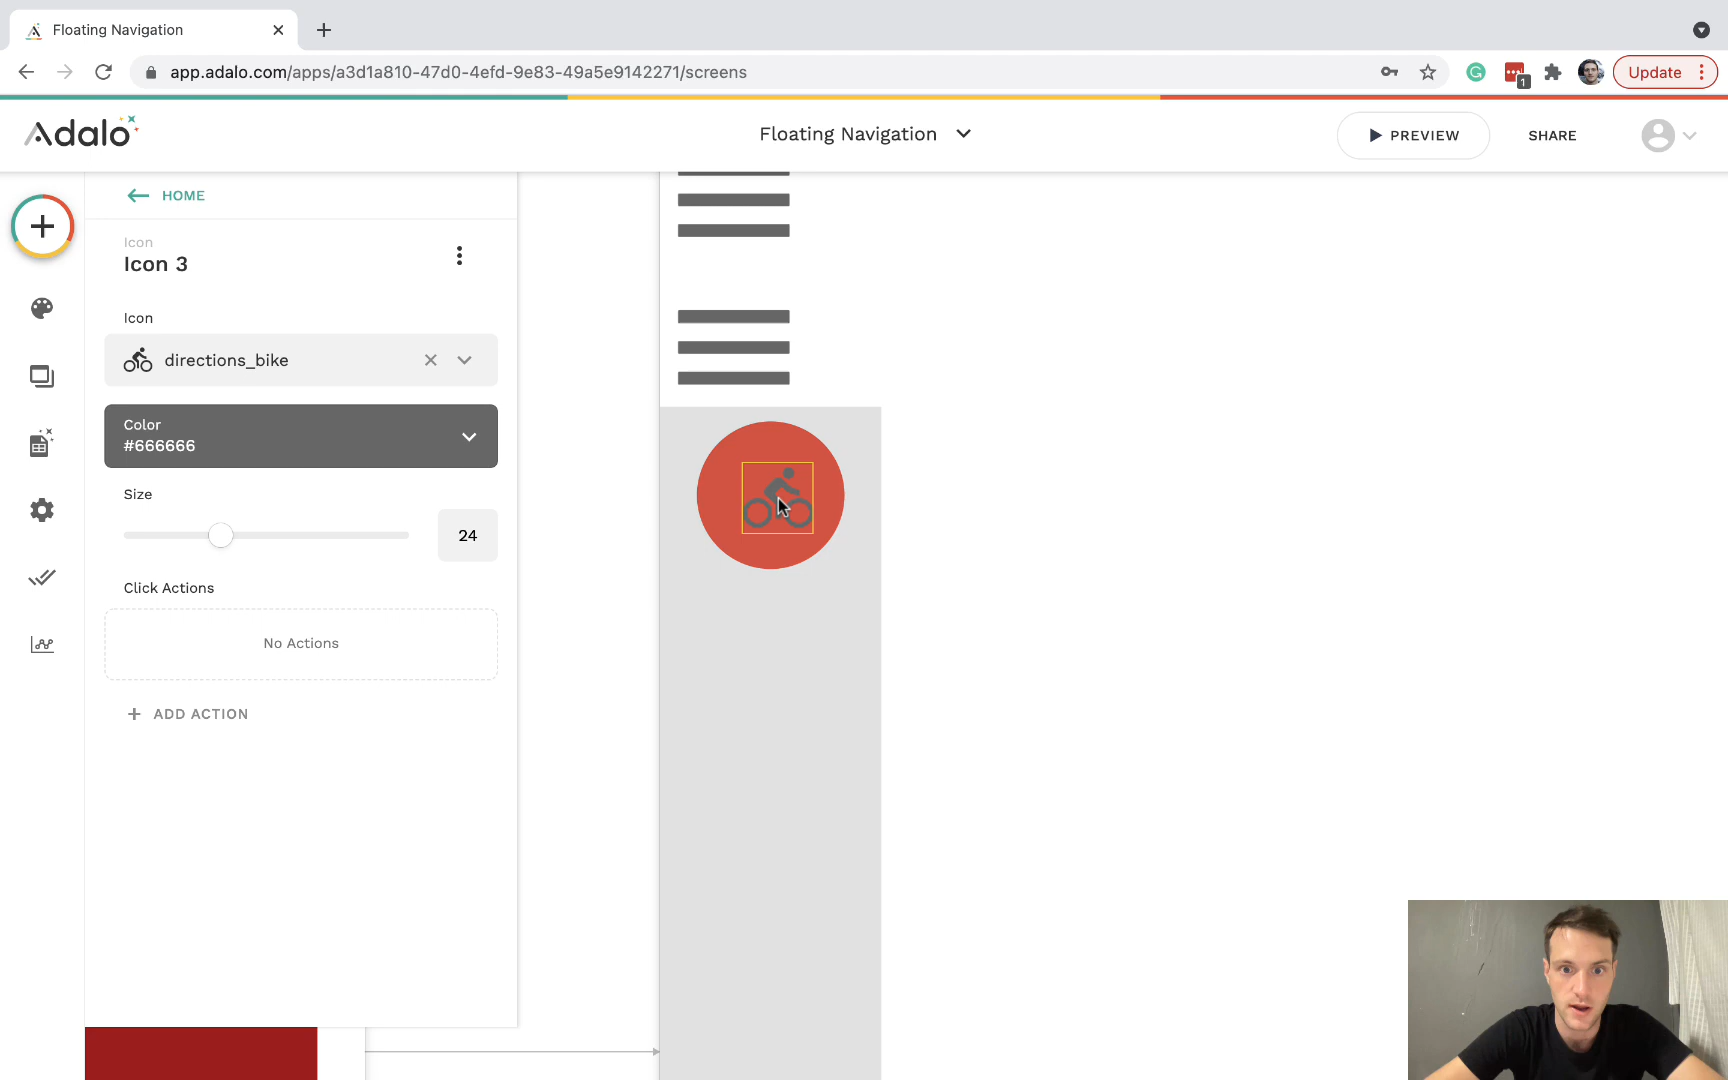 Floating Navigation
app.adalo.com/apps/a3d1a810-47d0-4efd-9e83-49a5e9142271/screens
1
Update
Adalo
Floating Navigation
PREVIEW
SHARE
HOME
Icon
Icon 3
Icon
directions_bike
Color
#666666
Size
24
Click Actions
No Actions
ADD ACTION